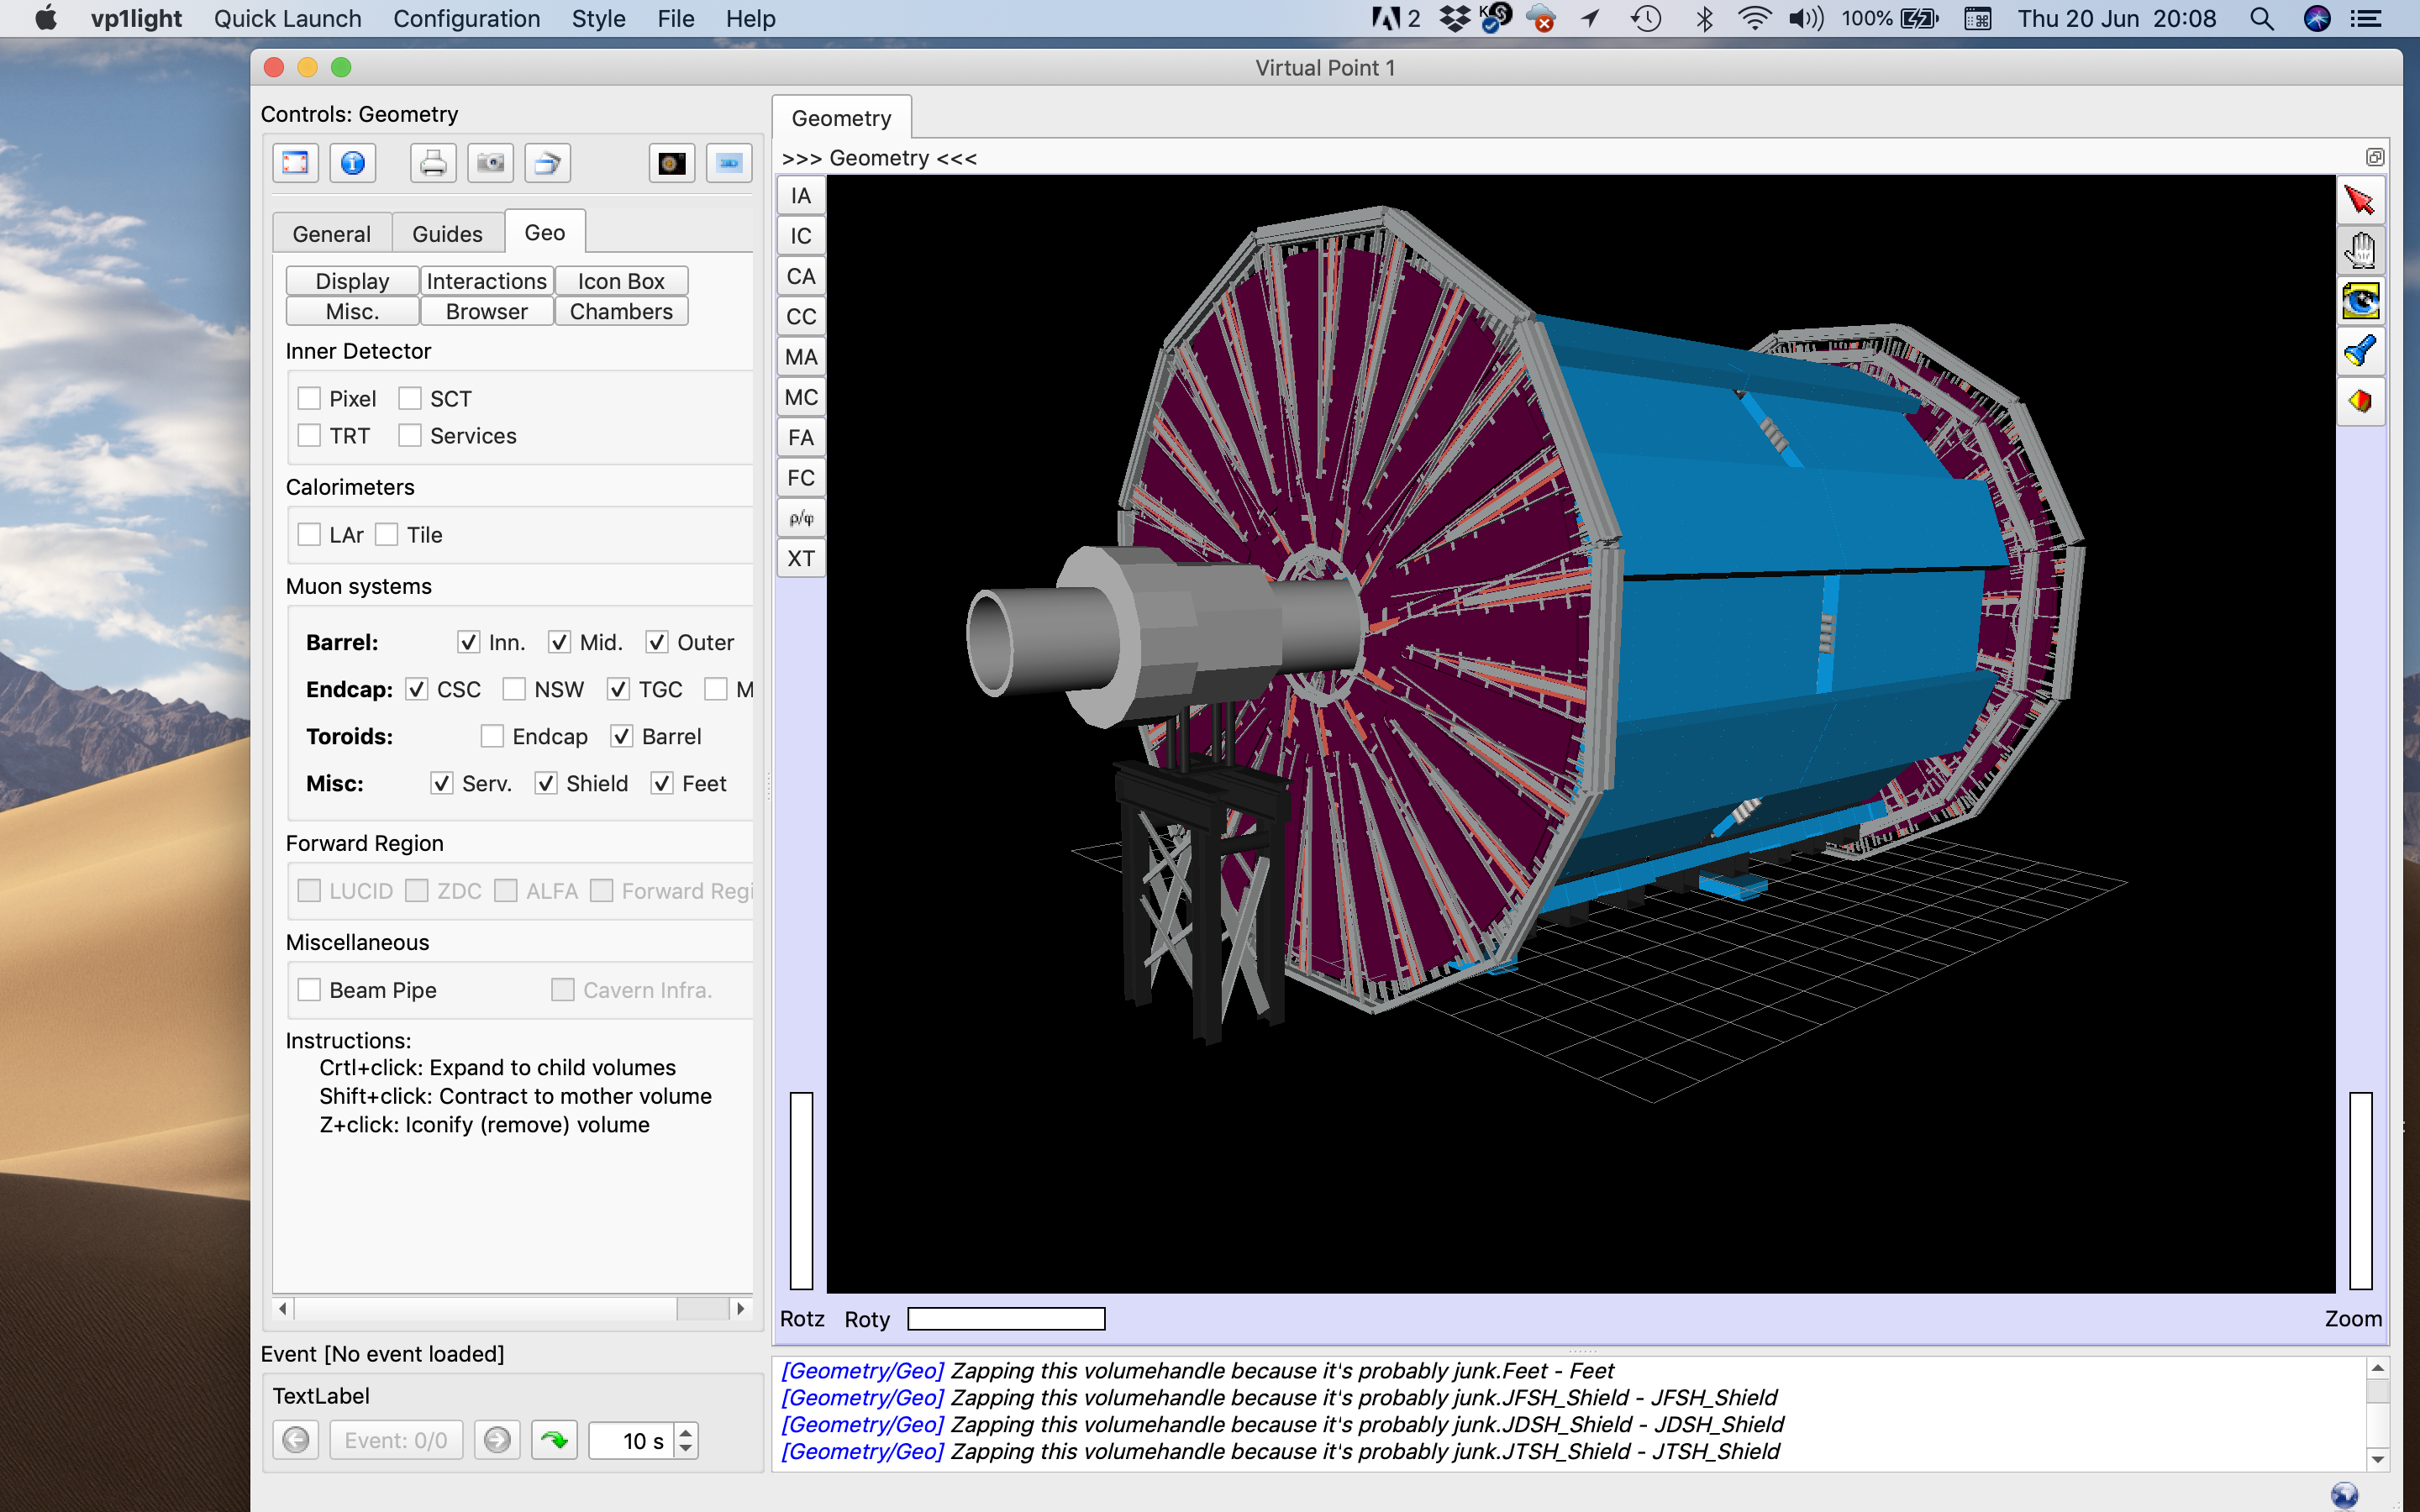 vp1light Quick Launch Configuration Style File Help 2 100% Thu 20 Jun 20:08
Virtual Point 1
Controls: Geometry
General Guides Geo
Display Interactions Icon Box
Misc. Browser Chambers
Inner Detector
Pixel SCT
TRT Services
Calorimeters
LAr Tile
Muon systems
Barrel: Inn. Mid. Outer
Endcap: CSC NSW TGC M
Toroids: Endcap Barrel
Misc: Serv. Shield Feet
Forward Region
LUCID ZDC ALFA Forward Regi
Miscellaneous
Beam Pipe Cavern Infra.
Instructions:
Crtl+click: Expand to child volumes
Shift+click: Contract to mother volume
Z+click: Iconify (remove) volume
Event [No event loaded]
TextLabel
Event: 0/0 10 s
Geometry
>>> Geometry <<<
IA
IC
CA
CC
MA
MC
FA
FC
ρ/φ
XT
Rotz Roty Zoom
[Geometry/Geo] Zapping this volumehandle because it's probably junk.Feet - Feet
[Geometry/Geo] Zapping this volumehandle because it's probably junk.JFSH_Shield - JFSH_Shield
[Geometry/Geo] Zapping this volumehandle because it's probably junk.JDSH_Shield - JDSH_Shield
[Geometry/Geo] Zapping this volumehandle because it's probably junk.JTSH_Shield - JTSH_Shield